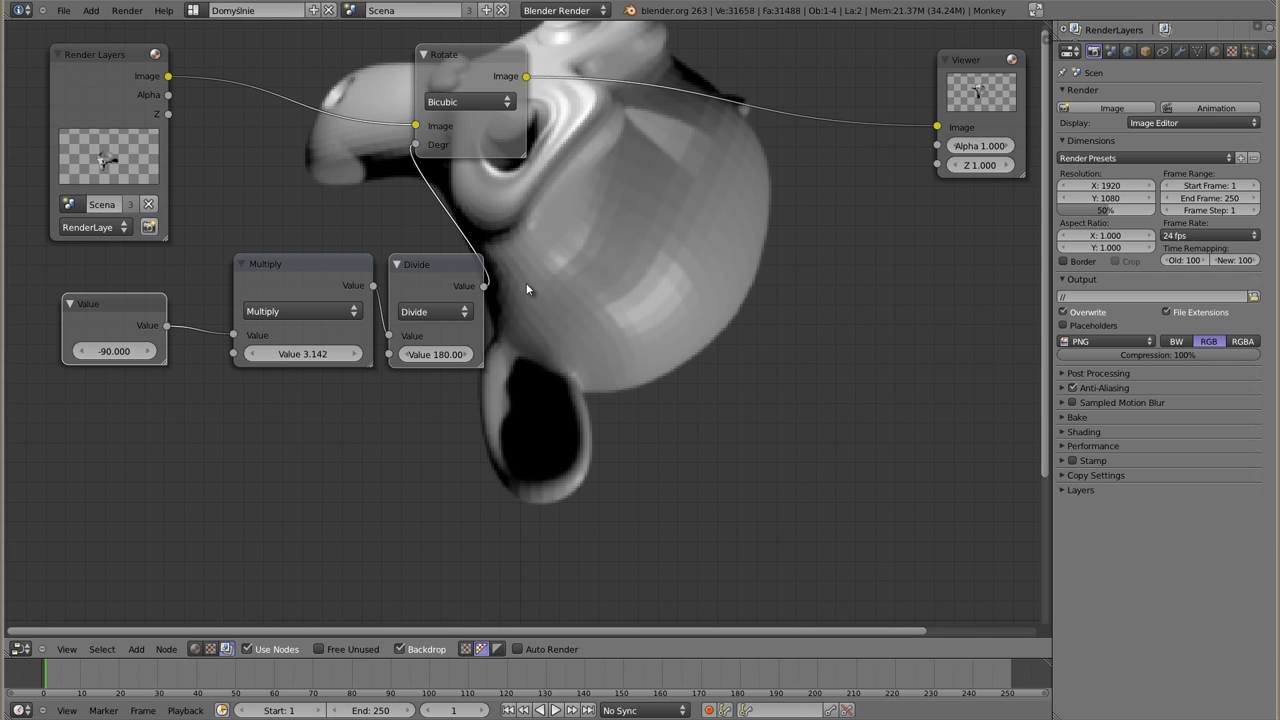 File Add Render Help Domyślnie Scena 3 Blender Render blender.org 263 | Ve:31658 | Fa:31488 | Ob:1-4 | La:2 | Mem:21.37M (34.24M) | Monkey
Render Layers
Image
Alpha
Z
Scena 3
RenderLaye
Rotate
Image
Bicubic
Image
Degr
Viewer
Image
Alpha 1.000
Z 1.000
Value
Value
-90.000
Multiply
Value
Multiply
Value
Value 3.142
Divide
Value
Divide
Value
Value 180.00
RenderLayers
Scen
Render
Image Animation
Display: Image Editor
Dimensions
Render Presets
Resolution: Frame Range:
X: 1920 Start Frame: 1
Y: 1080 End Frame: 250
50% Frame Step: 1
Aspect Ratio: Frame Rate:
X: 1.000 24 fps
Y: 1.000 Time Remapping:
Border Crop Old: 100 New: 100
Output
//
Overwrite File Extensions
Placeholders
PNG BW RGB RGBA
Compression: 100%
Post Processing
Anti-Aliasing
Sampled Motion Blur
Bake
Shading
Performance
Stamp
Copy Settings
Layers
View Select Add Node Use Nodes Free Unused Backdrop Auto Render
0 10 20 30 40 50 60 70 80 90 100 110 120 130 140 150 160 170 180 190 200 210 220 230 240 250
View Marker Frame Playback Start: 1 End: 250 1 No Sync